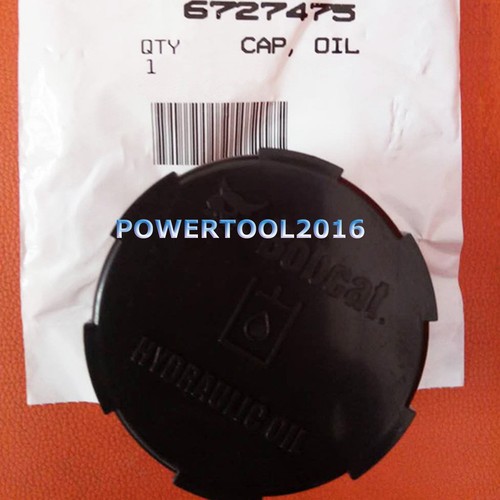 6727475
QTY CAP, OIL
1
POWERTOOL2016
Bobcat.
HYDRAULIC OIL